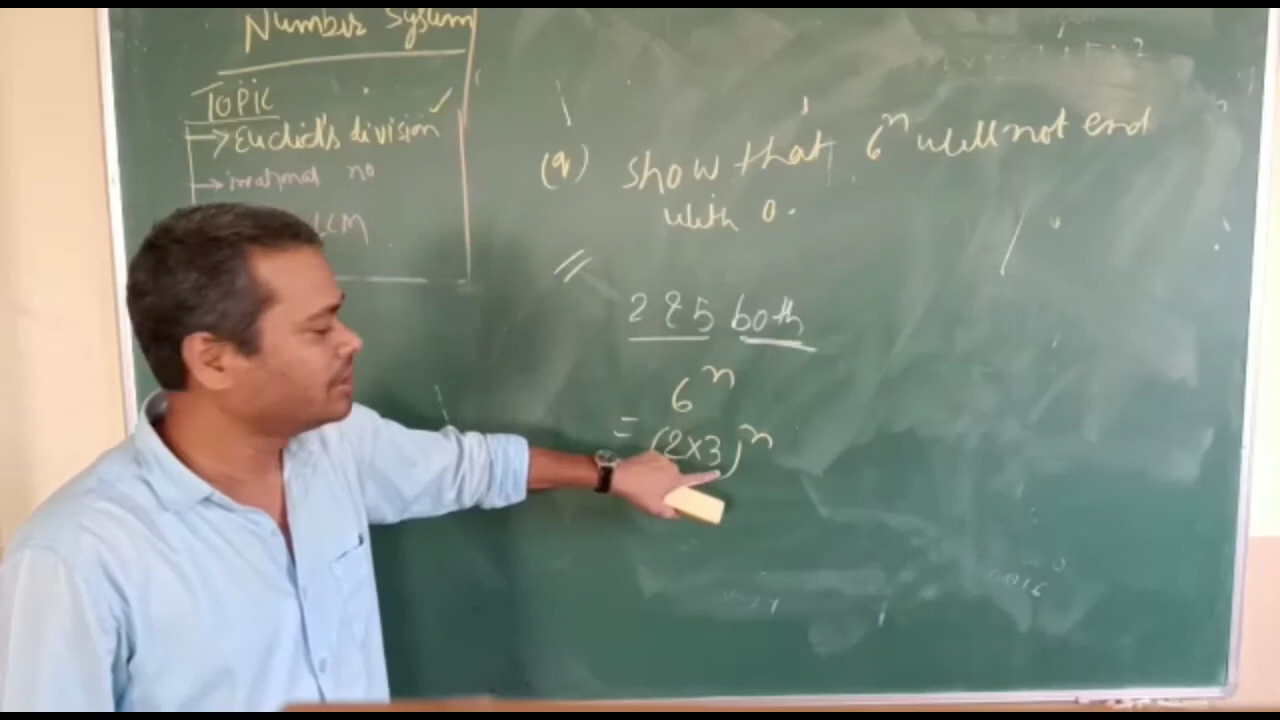 Number System
TOPIC
→ Euclid's division ✓
→ irrational no
LCM
(q) Show that 6ⁿ will not end
with 0.
2 & 5 both
6ⁿ
= (2×3)ⁿ